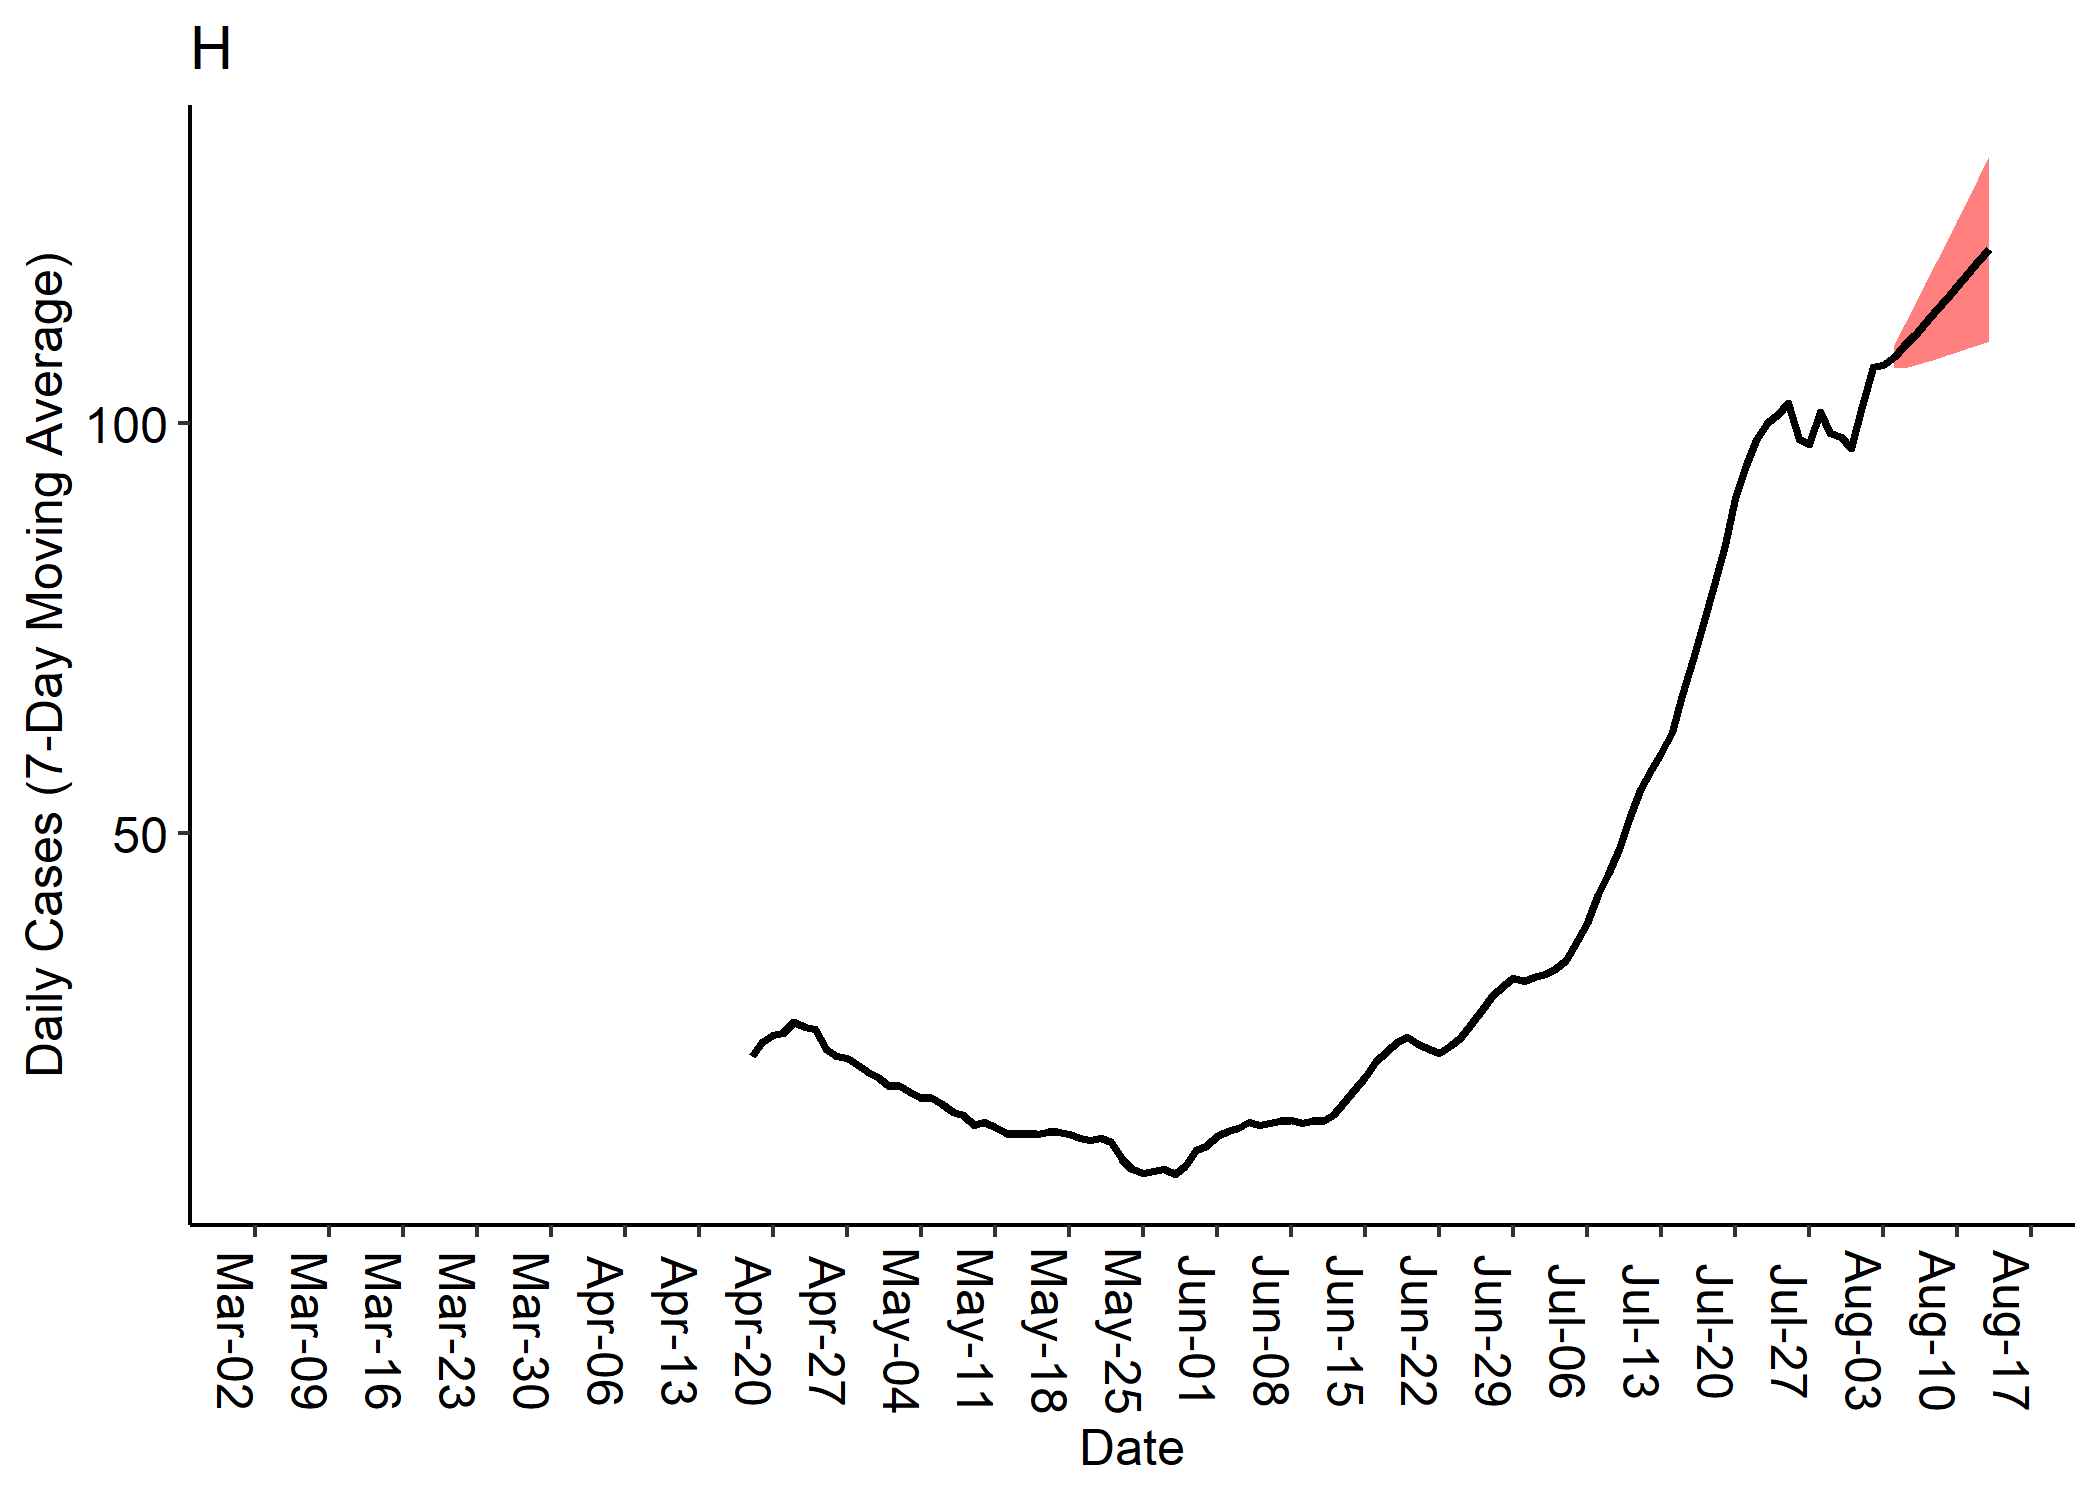 H
Daily Cases (7-Day Moving Average)
100
50
Mar-02
Mar-09
Mar-16
Mar-23
Mar-30
Apr-06
Apr-13
Apr-20
Apr-27
May-04
May-11
May-18
May-25
Jun-01
Jun-08
Jun-15
Jun-22
Jun-29
Jul-06
Jul-13
Jul-20
Jul-27
Aug-03
Aug-10
Aug-17
Date